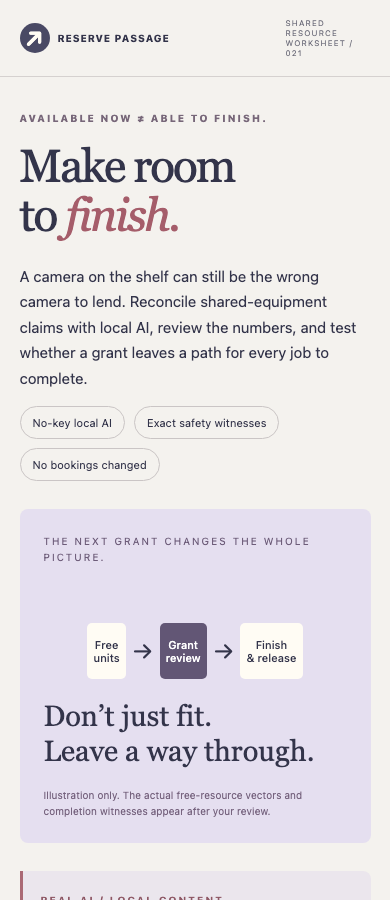 RESERVE PASSAGE
SHARED
RESOURCE
WORKSHEET /
021
AVAILABLE NOW ≠ ABLE TO FINISH.
Make room
to finish.
A camera on the shelf can still be the wrong
camera to lend. Reconcile shared-equipment
claims with local AI, review the numbers, and test
whether a grant leaves a path for every job to
complete.
No-key local AI
Exact safety witnesses
No bookings changed
THE NEXT GRANT CHANGES THE WHOLE
PICTURE.
Free
units
Grant
review
Finish
& release
Don’t just fit.
Leave a way through.
Illustration only. The actual free-resource vectors and
completion witnesses appear after your review.
REAL AI / LOCAL CONTENT